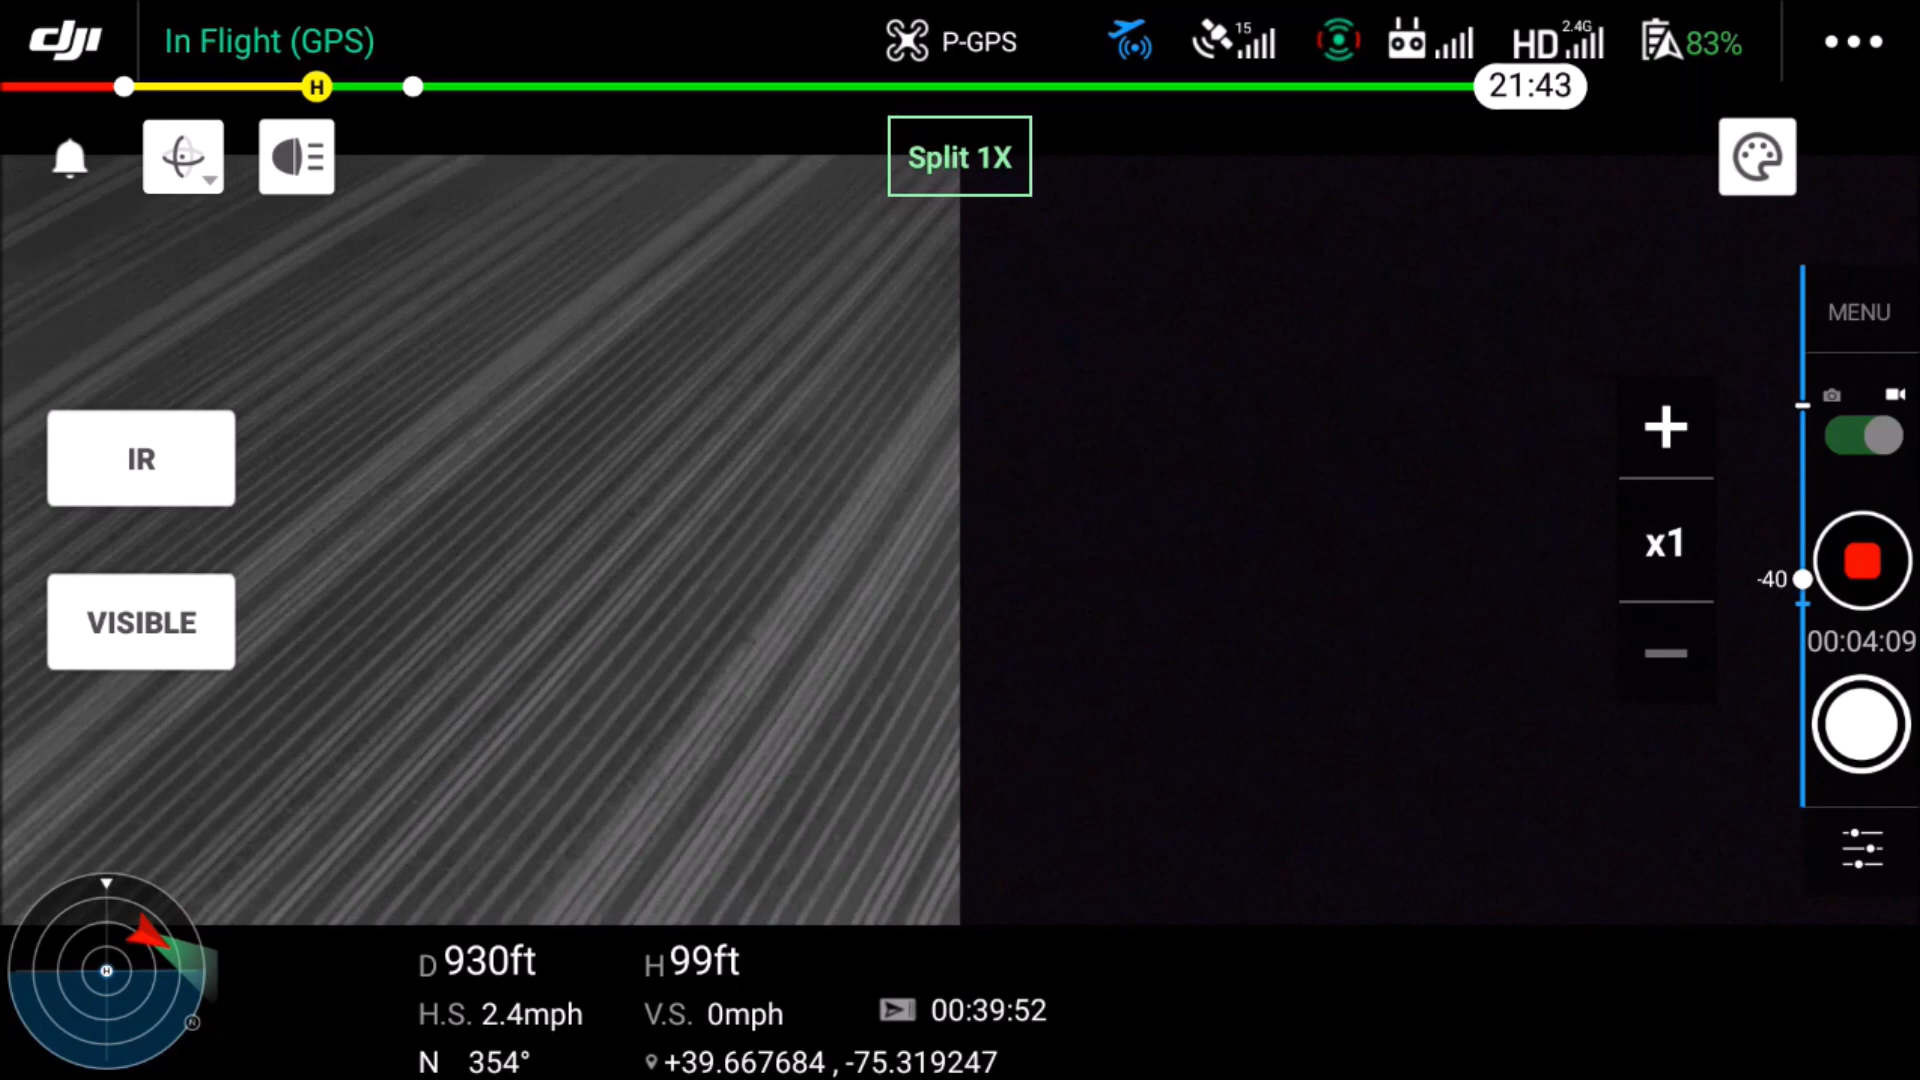 dji
In Flight (GPS)
P-GPS
15
HD 2.4G
83%
H
21:43
Split 1X
MENU
IR
VISIBLE
x1
-40
00:04:09
H
N
D 930ft
H 99ft
H.S. 2.4mph
V.S. 0mph
00:39:52
N 354°
+39.667684 , -75.319247